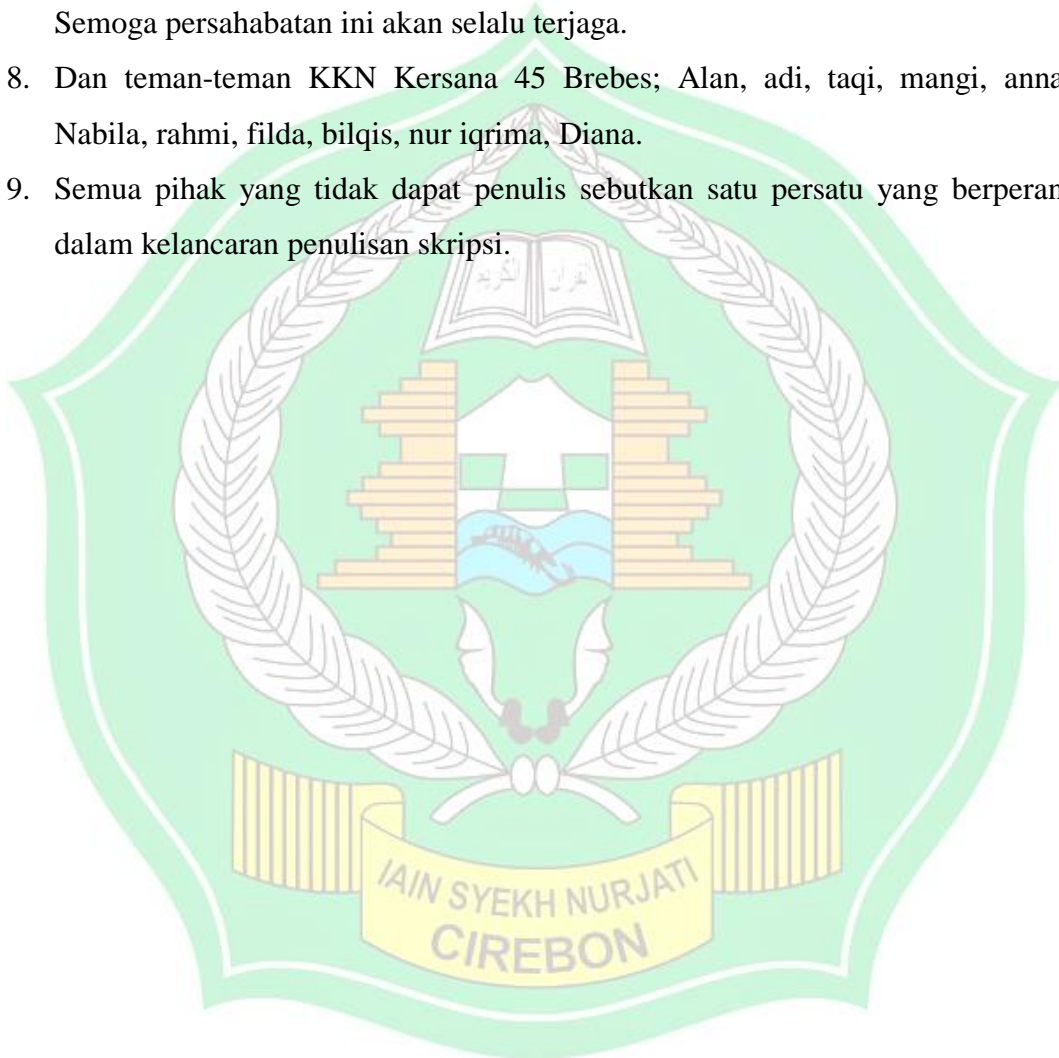 Semoga persahabatan ini akan selalu terjaga.
8. Dan teman-teman KKN Kersana 45 Brebes; Alan, adi, taqi, mangi, anna
Nabila, rahmi, filda, bilqis, nur iqrima, Diana.
9. Semua pihak yang tidak dapat penulis sebutkan satu persatu yang berperan
dalam kelancaran penulisan skripsi.
IAIN SYEKH NURJATI
CIREBON